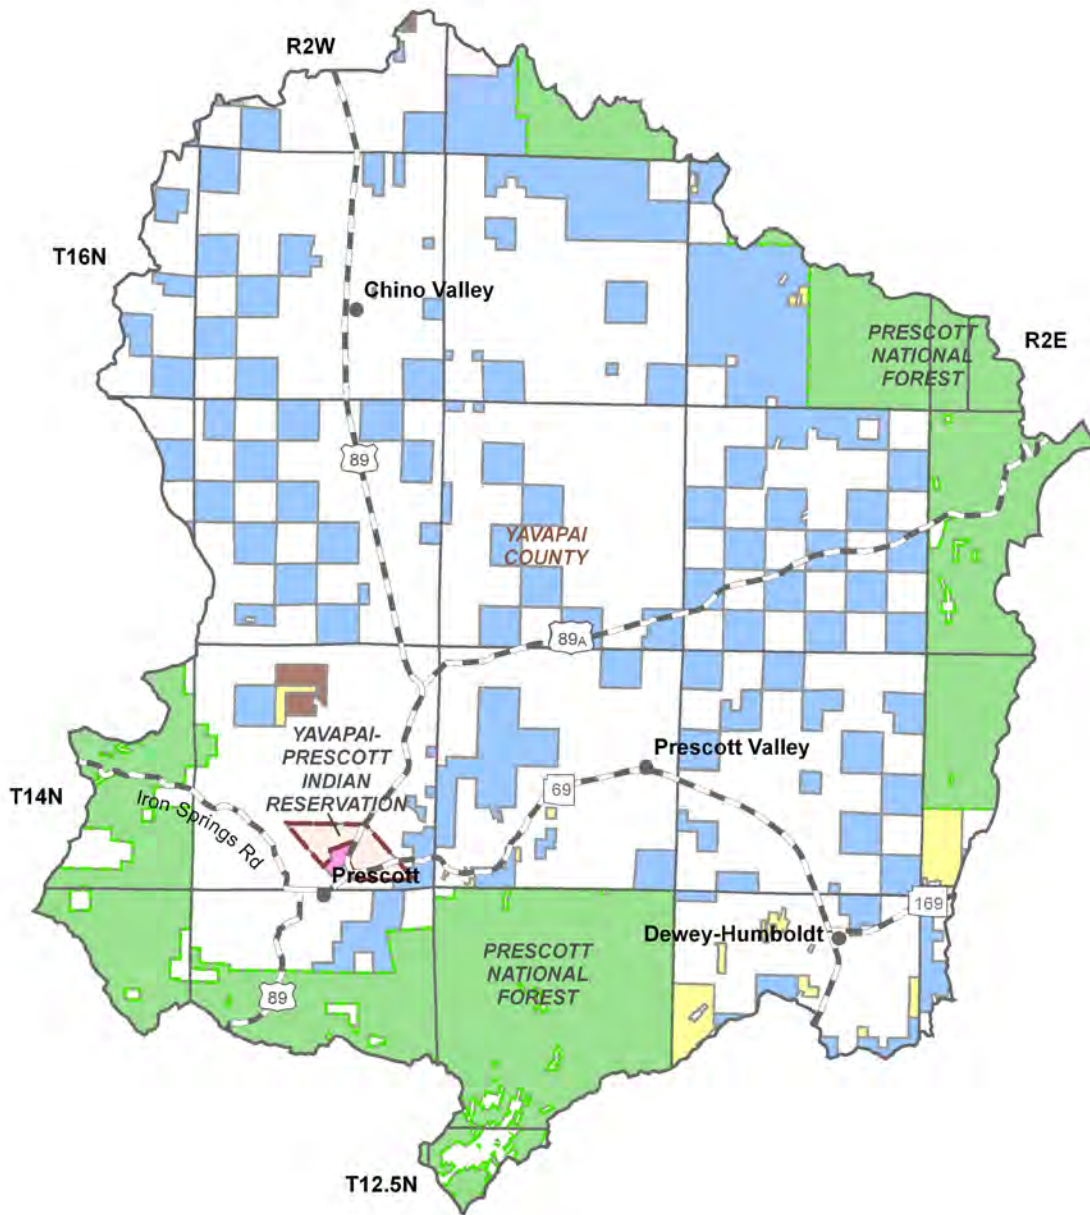 R2W
T16N
Chino Valley
PRESCOTT
NATIONAL
FOREST
R2E
89
YAVAPAI
COUNTY
89A
YAVAPAI-
PRESCOTT
INDIAN
RESERVATION
Prescott Valley
T14N
Iron Springs Rd
69
Prescott
169
Dewey-Humboldt
PRESCOTT
NATIONAL
FOREST
89
T12.5N